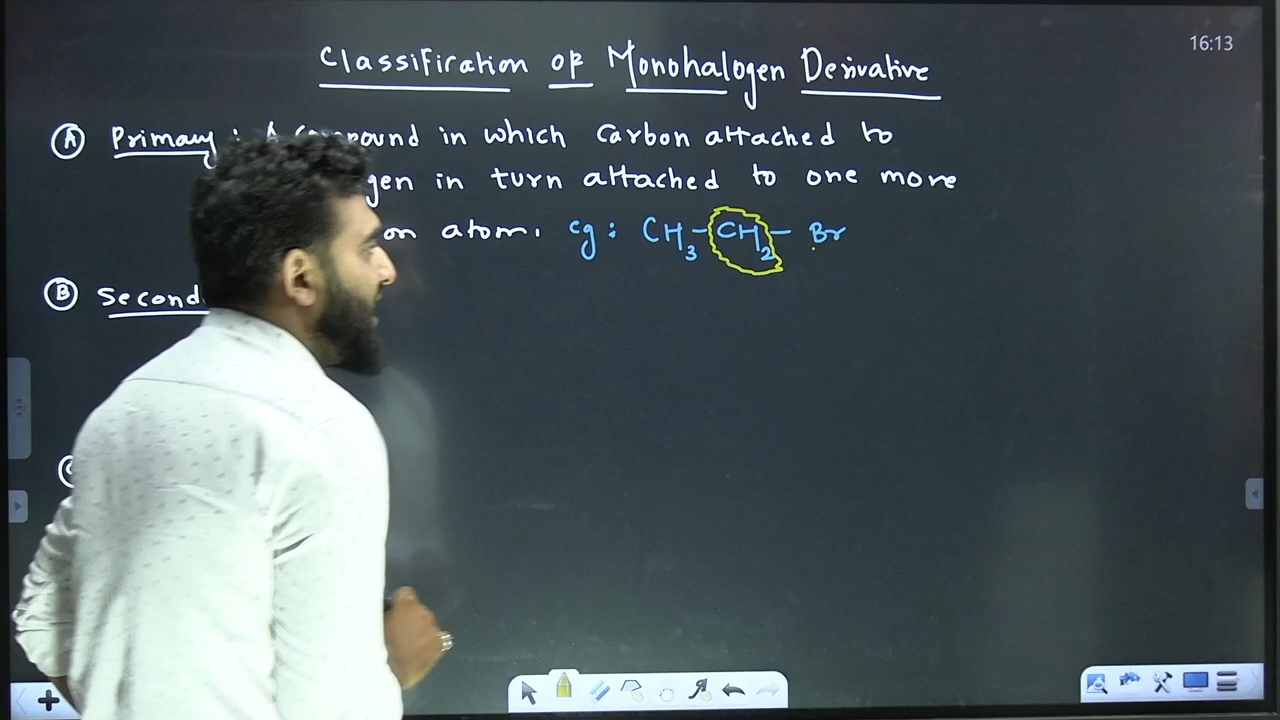 16:13
Classification of Monohalogen Derivative
(A) Primary : A compound in which carbon attached to
gen in turn attached to one more
on atom. eg : CH3-CH2- Br
(B) Second